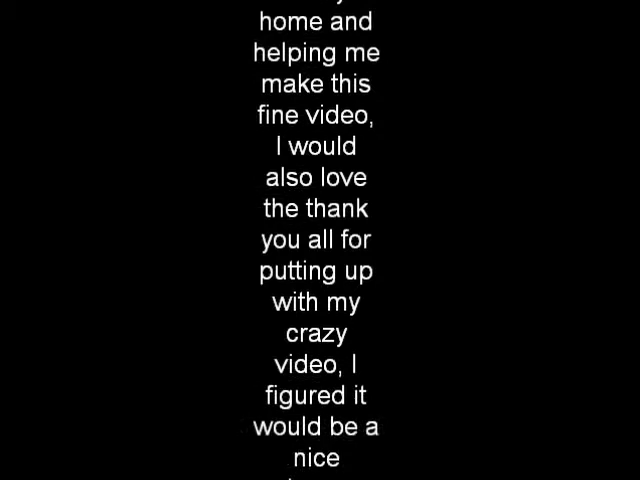 home and
helping me
make this
fine video,
I would
also love
the thank
you all for
putting up
with my
crazy
video, I
figured it
would be a
nice